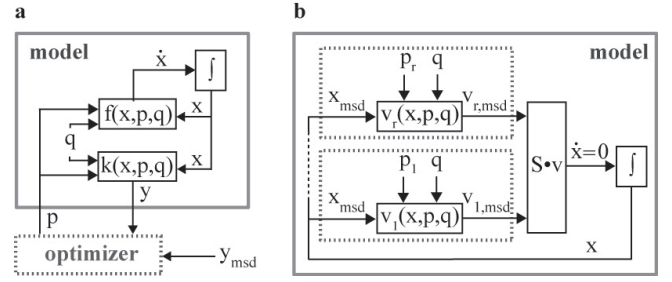 a
model
ẋ
∫
f(x,p,q)
x
q
k(x,p,q)
x
y
p
optimizer
y_msd
b
model
p_r q
x_msd
v_r(x,p,q)
v_r,msd
p_1 q
x_msd
v_1(x,p,q)
v_1,msd
S•v
ẋ=0
∫
x